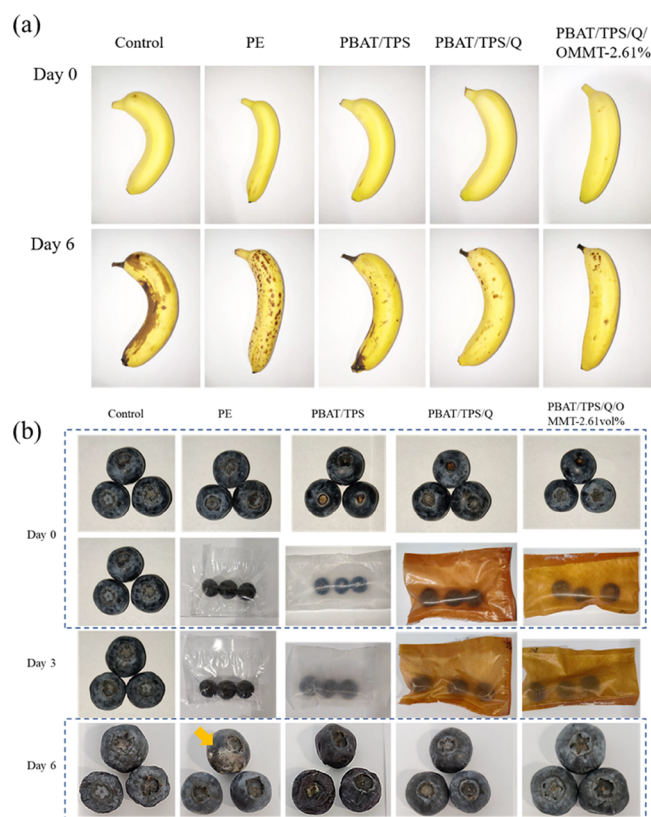 (a)
Control PE PBAT/TPS PBAT/TPS/Q PBAT/TPS/Q/
OMMT-2.61%
Day 0
Day 6
(b)
Control PE PBAT/TPS PBAT/TPS/Q PBAT/TPS/Q/O
MMT-2.61vol%
Day 0
Day 3
Day 6